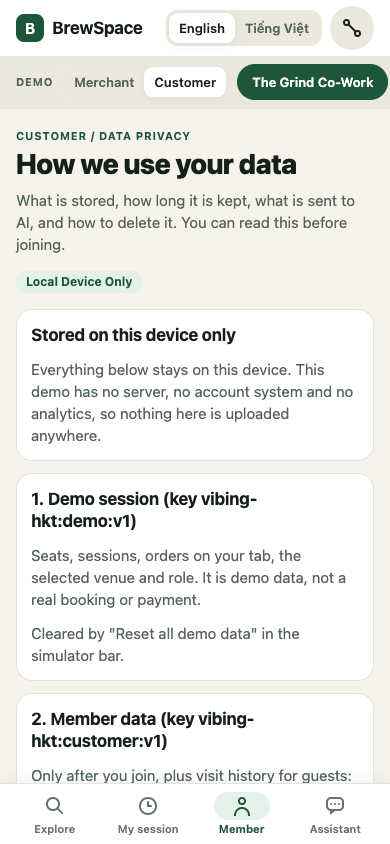 B BrewSpace English Tiếng Việt
DEMO Merchant Customer The Grind Co-Work
CUSTOMER / DATA PRIVACY
How we use your data
What is stored, how long it is kept, what is sent to
AI, and how to delete it. You can read this before
joining.
Local Device Only
Stored on this device only
Everything below stays on this device. This
demo has no server, no account system and no
analytics, so nothing here is uploaded
anywhere.
1. Demo session (key vibing-
hkt:demo:v1)
Seats, sessions, orders on your tab, the
selected venue and role. It is demo data, not a
real booking or payment.
Cleared by "Reset all demo data" in the
simulator bar.
2. Member data (key vibing-
hkt:customer:v1)
Only after you join, plus visit history for guests:
Explore My session Member Assistant